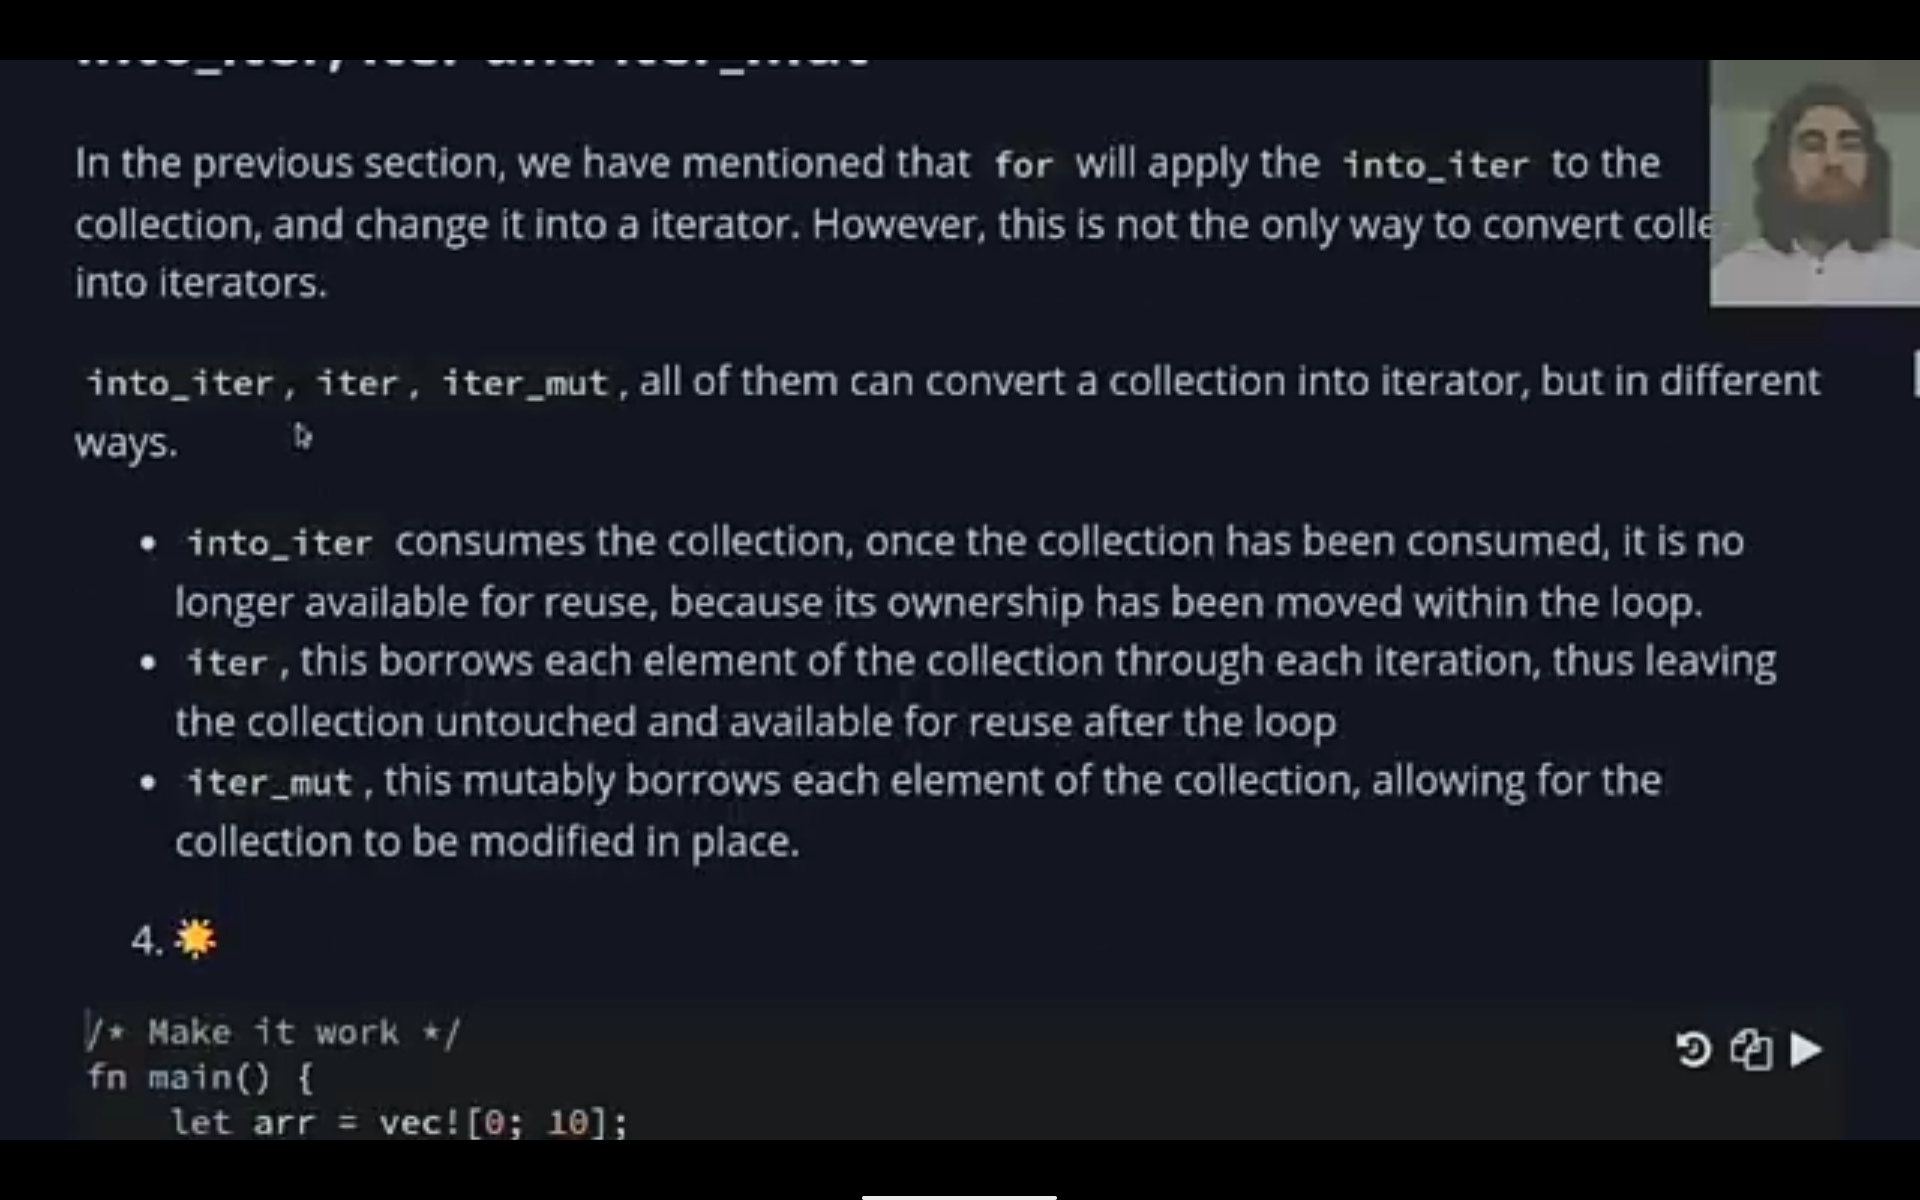 into_iter, iter and iter_mut
In the previous section, we have mentioned that for will apply the into_iter to the
collection, and change it into a iterator. However, this is not the only way to convert colle
into iterators.
into_iter, iter, iter_mut, all of them can convert a collection into iterator, but in different
ways.
• into_iter consumes the collection, once the collection has been consumed, it is no
longer available for reuse, because its ownership has been moved within the loop.
• iter, this borrows each element of the collection through each iteration, thus leaving
the collection untouched and available for reuse after the loop
• iter_mut, this mutably borrows each element of the collection, allowing for the
collection to be modified in place.
4. 🌟
/* Make it work */
fn main() {
let arr = vec![0; 10];